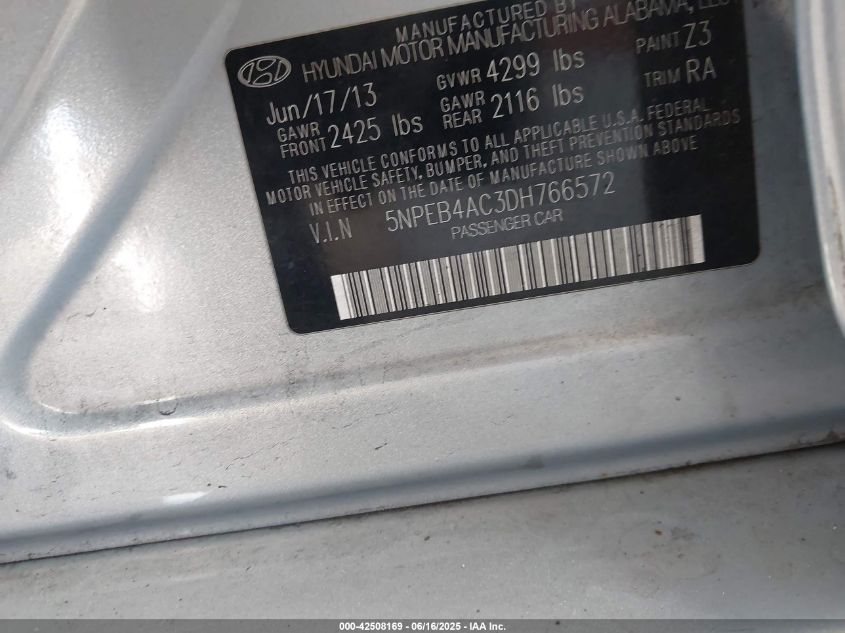 MANUFACTURED BY
HYUNDAI MOTOR MANUFACTURING ALABAMA, LLC
Jun/17/13 GVWR 4299 lbs PAINT Z3
GAWR FRONT 2425 lbs GAWR REAR 2116 lbs TRIM RA
THIS VEHICLE CONFORMS TO ALL APPLICABLE U.S.A. FEDERAL
MOTOR VEHICLE SAFETY, BUMPER, AND THEFT PREVENTION STANDARDS
IN EFFECT ON THE DATE OF MANUFACTURE SHOWN ABOVE
V.I.N 5NPEB4AC3DH766572
PASSENGER CAR
000-42508169 - 06/16/2025 - IAA Inc.